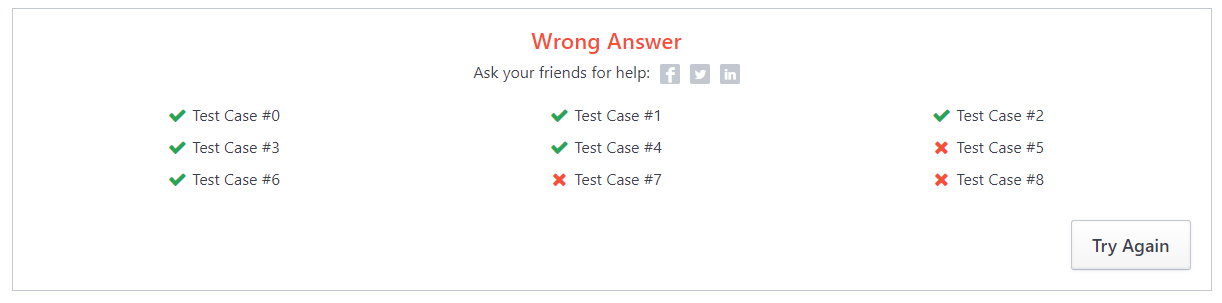 Wrong Answer
Ask your friends for help:
Test Case #0 Test Case #1 Test Case #2
Test Case #3 Test Case #4 Test Case #5
Test Case #6 Test Case #7 Test Case #8
Try Again